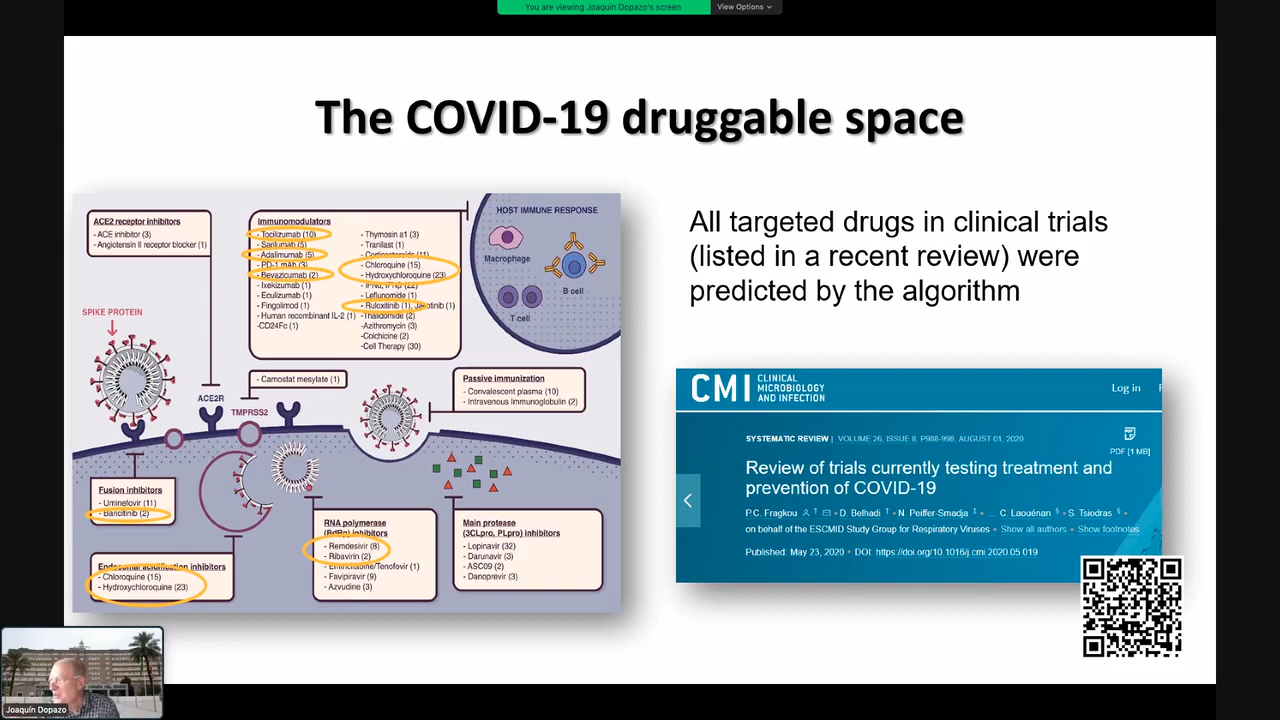 You are viewing Joaquín Dopazo's screen
View Options
The COVID-19 druggable space
ACE2 receptor inhibitors
- ACE inhibitor (3)
- Angiotensin II receptor blocker (1)
Immunomodulators
- Tocilizumab (10)
- Sarilumab (5)
- Adalimumab (5)
- PD-1 mAb (3)
- Bevazicumab (2)
- Ixekizumab (1)
- Eculizumab (1)
- Fingolimod (1)
- Human recombinant IL-2 (1)
-CD24Fc (1)
- Thymosin a1 (3)
- Tranilast (1)
- Chloroquine (15)
- Hydroxychloroquine (23)
- Leflunomide (1)
- Ruloxitinib (1), Jakotinib (1)
- Thalidomide (2)
- Azithromycin (3)
- Colchicine (2)
- Cell Therapy (30)
HOST IMMUNE RESPONSE
Macrophage
B cell
T cell
SPIKE PROTEIN
ACE2R
- Camostat mesylate (1)
TMPRSS2
Passive immunization
- Convalescent plasma (10)
- Intravenous Immunoglobulin (2)
Fusion inhibitors
- Uminefovir (11)
- Baricitinib (2)
Endosomal acidification inhibitors
- Chloroquine (15)
- Hydroxychloroquine (23)
RNA polymerase
(RdRp) inhibitors
- Remdesivir (8)
- Ribavirin (2)
- Emtricitabine/Tenofovir (1)
- Favipiravir (9)
- Azvudine (3)
Main protease
(3CLpro, PLpro) inhibitors
- Lopinavir (32)
- Darunavir (3)
- ASC09 (2)
- Danoprevir (3)
All targeted drugs in clinical trials
(listed in a recent review) were
predicted by the algorithm
CMI CLINICAL
MICROBIOLOGY
AND INFECTION
Log in
SYSTEMATIC REVIEW | VOLUME 26, ISSUE 8, P988-998, AUGUST 01, 2020
PDF [1 MB]
Review of trials currently testing treatment and
prevention of COVID-19
P.C. Fragkou • D. Belhadi • N. Peiffer-Smadja • ... C. Laouénan • S. Tsiodras •
on behalf of the ESCMID Study Group for Respiratory Viruses • Show all authors • Show footnotes
Published: May 23, 2020 • DOI: https://doi.org/10.1016/j.cmi.2020.05.019
Joaquín Dopazo